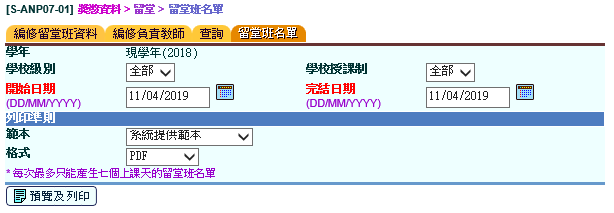 [S-ANP07-01] 獎懲資料 > 留堂 > 留堂班名單
編修留堂班資料 編修負責教師 查詢 留堂班名單
學年 現學年(2018)
學校級別 全部 學校授課制 全部
開始日期 11/04/2019 完結日期 11/04/2019
(DD/MM/YYYY) (DD/MM/YYYY)
列印準則
範本 系統提供範本
格式 PDF
* 每次最多只能產生七個上課天的留堂班名單
預覽及列印